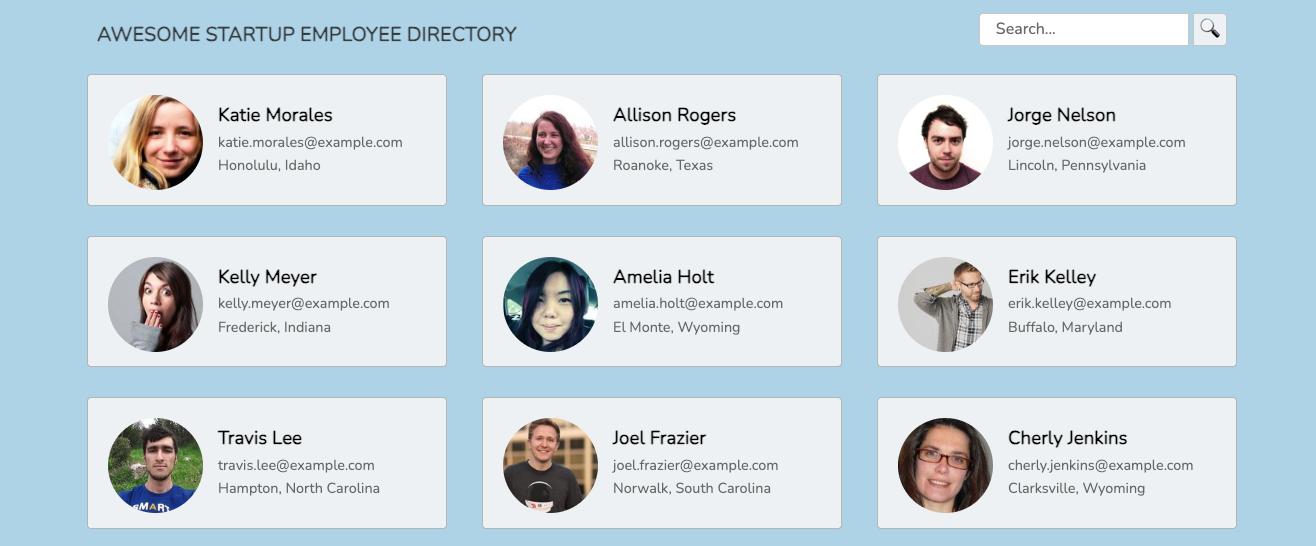 AWESOME STARTUP EMPLOYEE DIRECTORY
Search...
Katie Morales
katie.morales@example.com
Honolulu, Idaho
Allison Rogers
allison.rogers@example.com
Roanoke, Texas
Jorge Nelson
jorge.nelson@example.com
Lincoln, Pennsylvania
Kelly Meyer
kelly.meyer@example.com
Frederick, Indiana
Amelia Holt
amelia.holt@example.com
El Monte, Wyoming
Erik Kelley
erik.kelley@example.com
Buffalo, Maryland
Travis Lee
travis.lee@example.com
Hampton, North Carolina
SMART
Joel Frazier
joel.frazier@example.com
Norwalk, South Carolina
Cherly Jenkins
cherly.jenkins@example.com
Clarksville, Wyoming